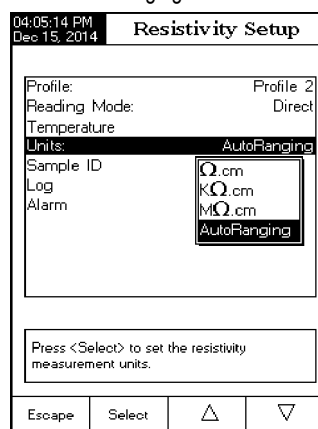 04:05:14 PM
Dec 15, 2014
Resistivity Setup
Profile: Profile 2
Reading Mode: Direct
Temperature
Units: AutoRanging
Sample ID
Log
Alarm
Ω.cm
KΩ.cm
MΩ.cm
AutoRanging
Press <Select> to set the resistivity
measurement units.
Escape Select △ ▽